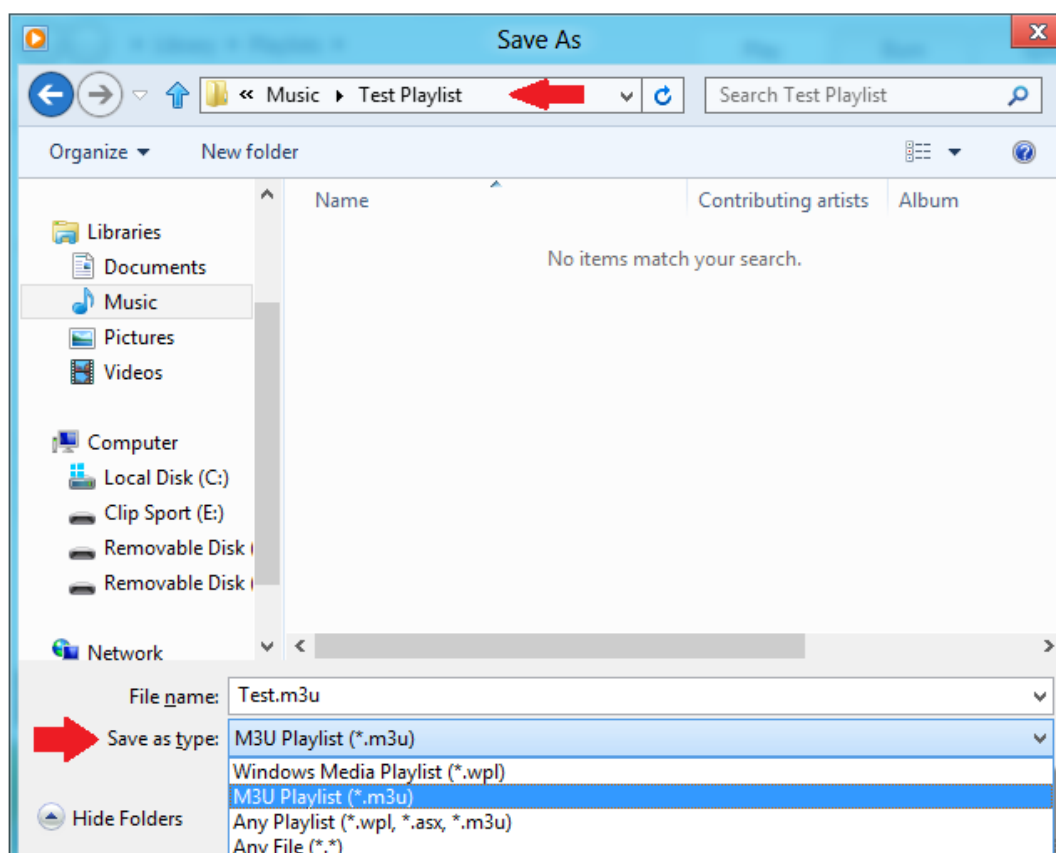 Save As
« Music Test Playlist
Search Test Playlist
Organize
New folder
Name
Contributing artists
Album
No items match your search.
Libraries
Documents
Music
Pictures
Videos
Computer
Local Disk (C:)
Clip Sport (E:)
Removable Disk (
Removable Disk (
Network
File name: Test.m3u
Save as type: M3U Playlist (*.m3u)
Windows Media Playlist (*.wpl)
M3U Playlist (*.m3u)
Any Playlist (*.wpl, *.asx, *.m3u)
Any File (*.*)
Hide Folders